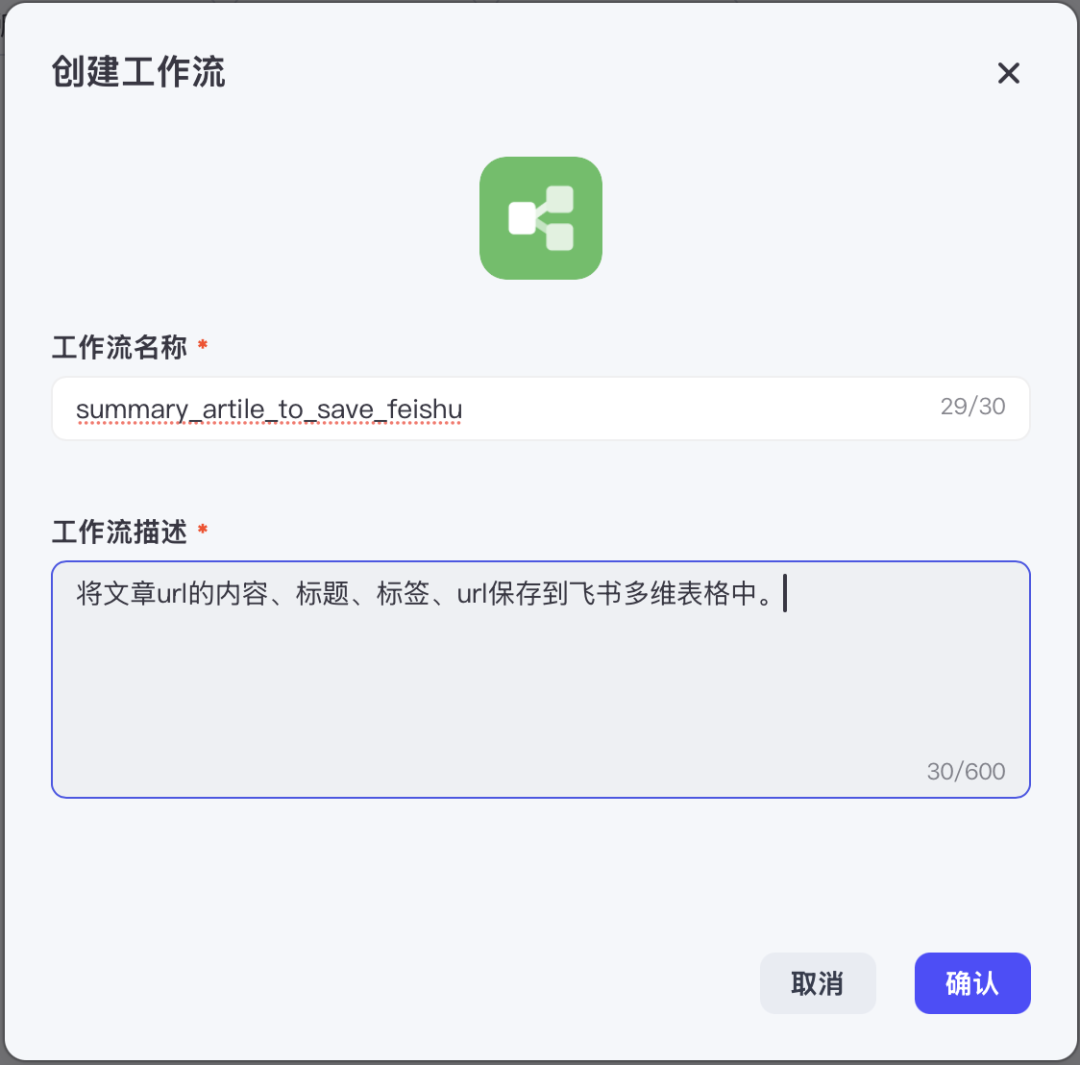 创建工作流
工作流名称 *
summary_artile_to_save_feishu
29/30
工作流描述 *
将文章url的内容、标题、标签、url保存到飞书多维表格中。
30/600
取消
确认